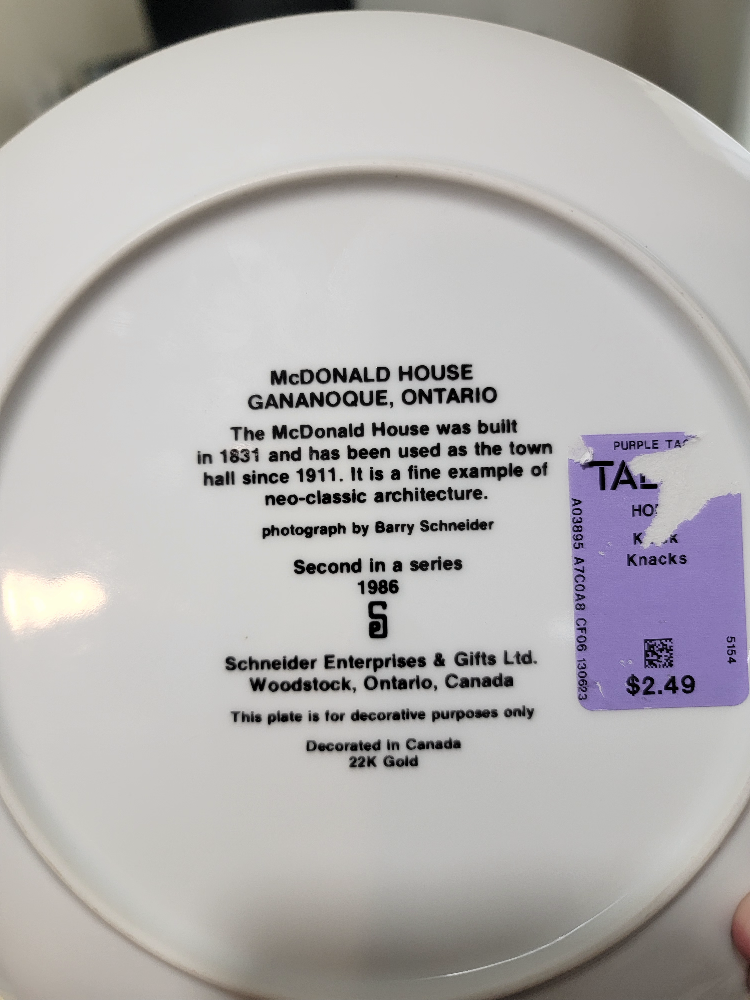 McDONALD HOUSE
GANANOQUE, ONTARIO
The McDonald House was built
in 1831 and has been used as the town
hall since 1911. It is a fine example of
neo-classic architecture.
photograph by Barry Schneider
Second in a series
1986
Schneider Enterprises & Gifts Ltd.
Woodstock, Ontario, Canada
This plate is for decorative purposes only
Decorated in Canada
22K Gold
PURPLE
Knacks
$2.49
5154
A03895 A7C0A8 CF06 130623